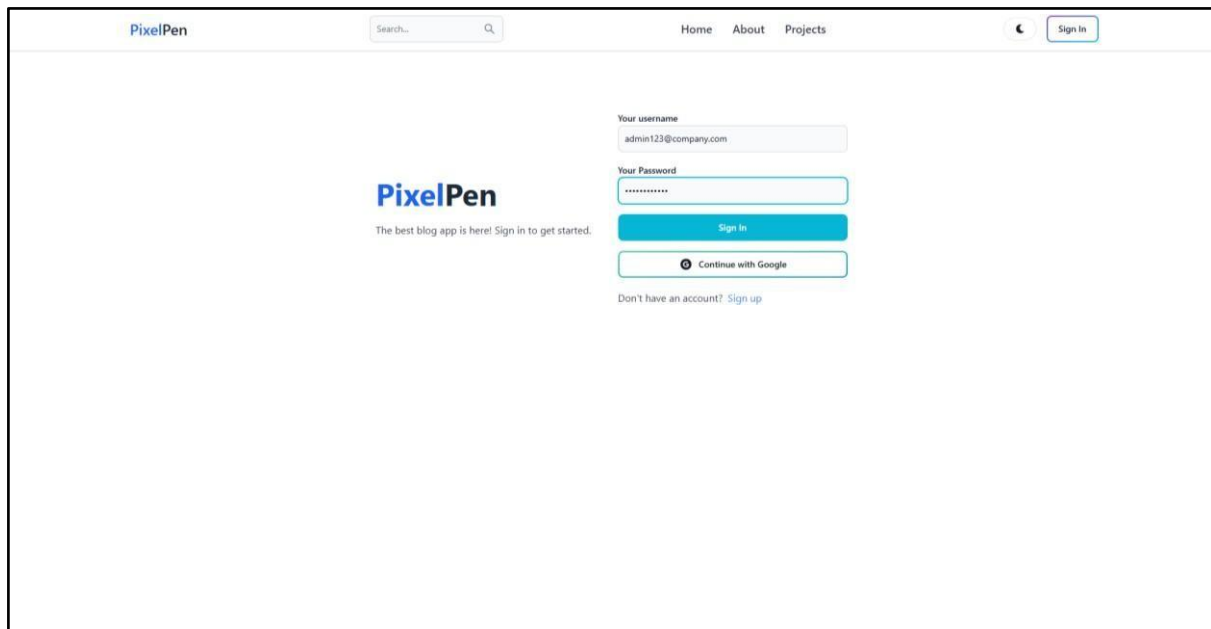 PixelPen
Search...
Home About Projects
Sign In
Your username
admin123@company.com
Your Password
••••••••••••
PixelPen
The best blog app is here! Sign in to get started.
Sign In
G Continue with Google
Don't have an account? Sign up